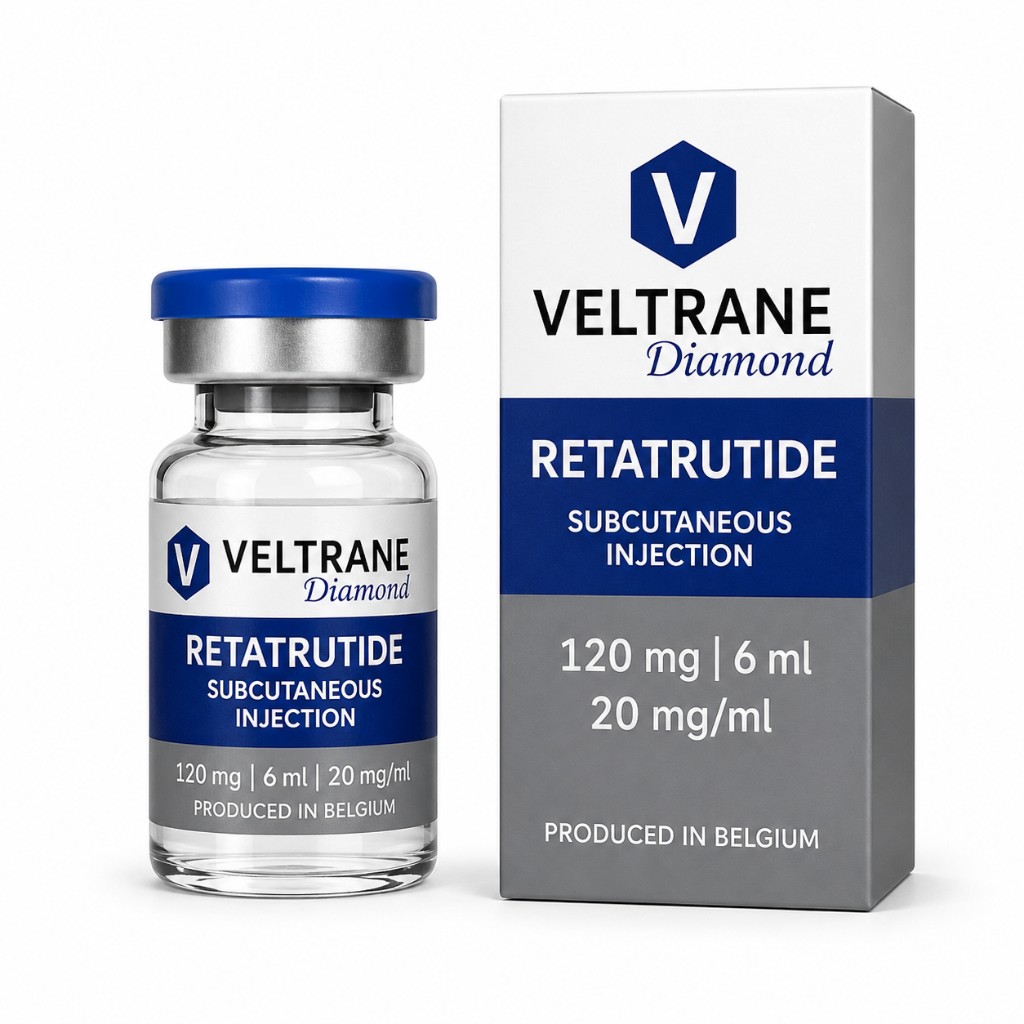 V VELTRANE
Diamond
RETATRUTIDE
SUBCUTANEOUS
INJECTION
120 mg | 6 ml | 20 mg/ml
PRODUCED IN BELGIUM
V
VELTRANE
Diamond
RETATRUTIDE
SUBCUTANEOUS
INJECTION
120 mg | 6 ml
20 mg/ml
PRODUCED IN BELGIUM